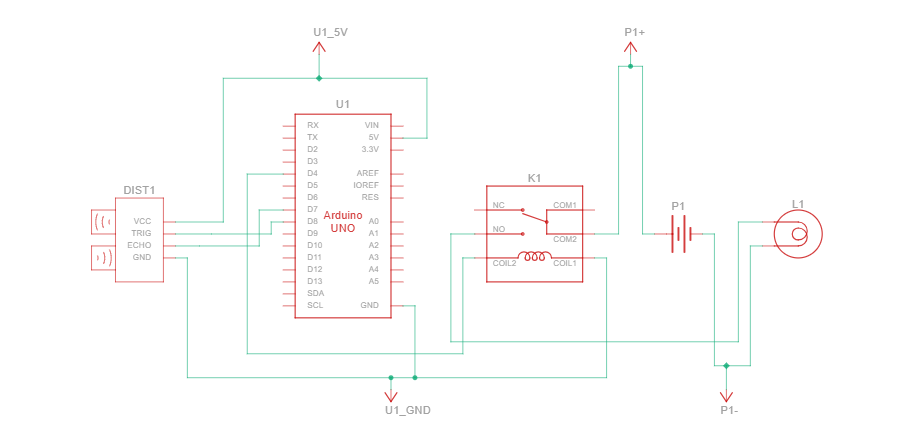 U1_5V
P1+
U1
RX
TX
D2
D3
D4
D5
D6
D7
D8
D9
D10
D11
D12
D13
SDA
SCL
VIN
5V
3.3V
AREF
IOREF
RES
A0
A1
A2
A3
A4
A5
GND
Arduino
UNO
DIST1
VCC
TRIG
ECHO
GND
K1
NC
COM1
NO
COM2
COIL2
COIL1
P1
L1
U1_GND
P1-